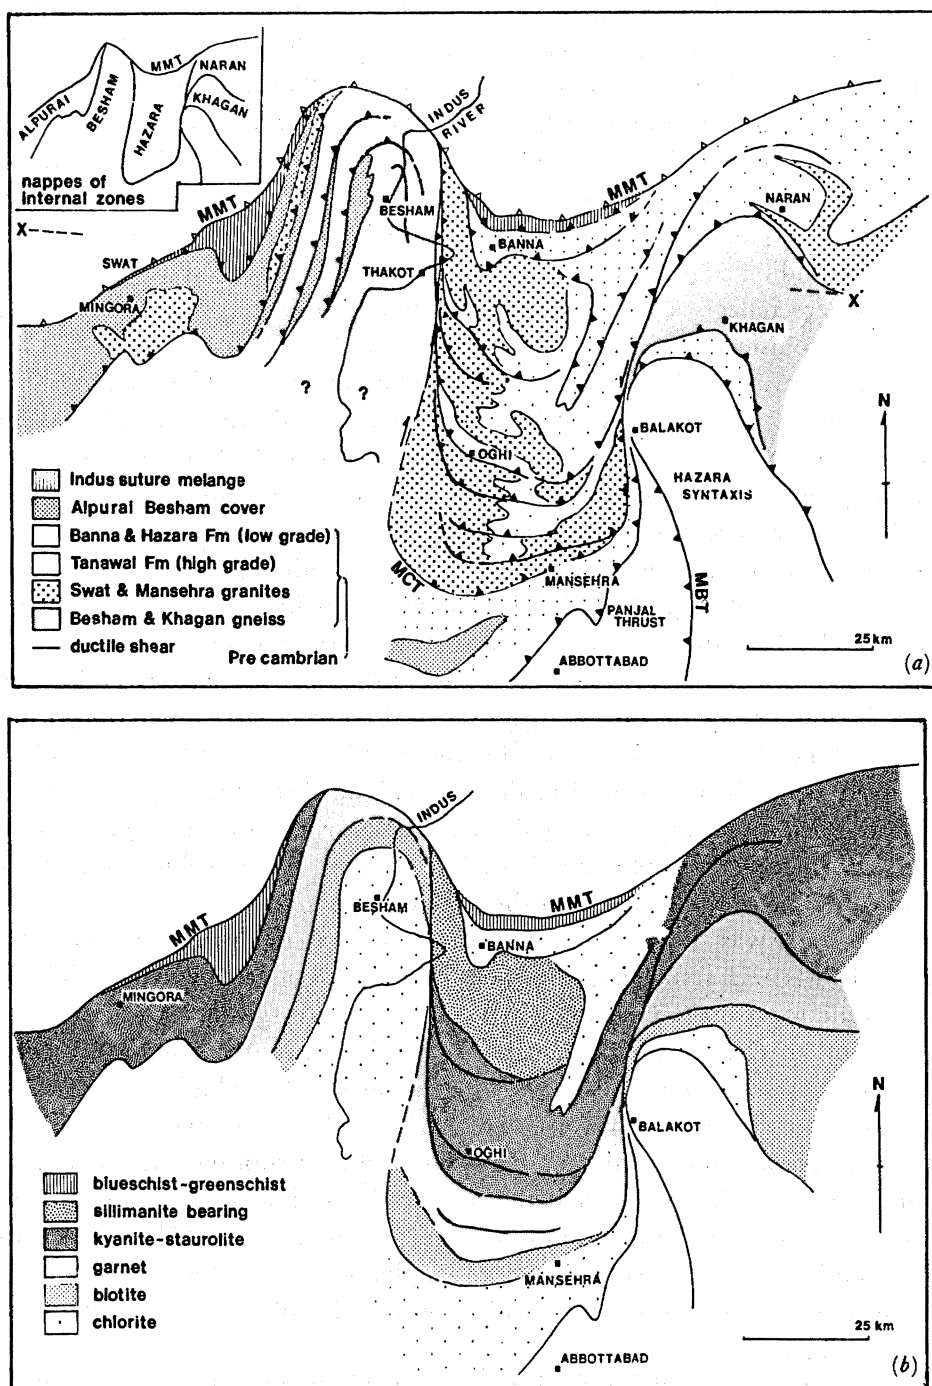 MMT
NARAN
ALPURAI
BESHAM
HAZARA
KHAGAN
nappes of
internal zones
INDUS
RIVER
MMT
MMT
X
NARAN
BESHAM
BANNA
SWAT
THAKOT
MINGORA
X'
KHAGAN
N
? ?
BALAKOT
OGHI
HAZARA
SYNTAXIS
Indus suture melange
Alpurai Besham cover
Banna & Hazara Fm (low grade)
Tanawal Fm (high grade)
Swat & Mansehra granites
Besham & Khagan gneiss
ductile shear
Pre cambrian
MCT
MANSEHRA
MBT
PANJAL
THRUST
ABBOTTABAD
25 km
(a)
INDUS
MMT
MMT
BESHAM
BANNA
MINGORA
N
BALAKOT
OGHI
blueschist-greenschist
sillimanite bearing
kyanite-staurolite
garnet
biotite
chlorite
MANSEHRA
25 km
ABBOTTABAD
(b)